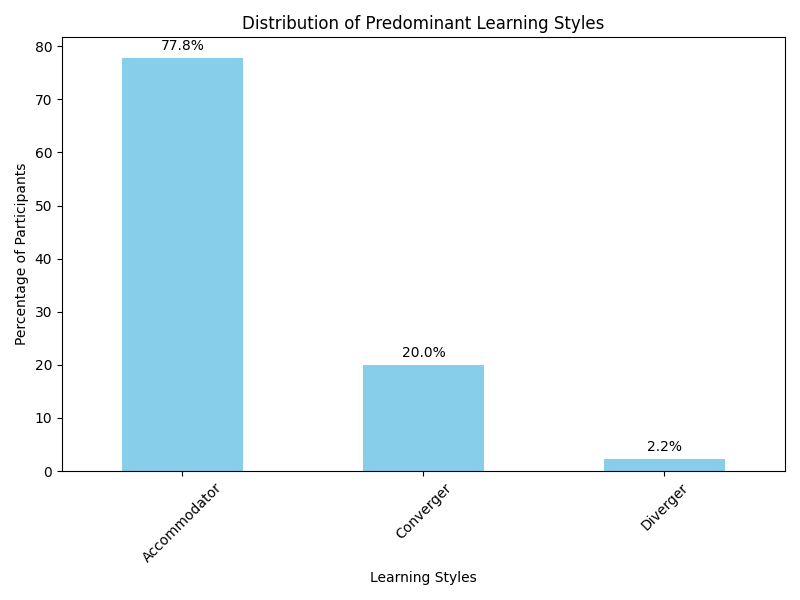 Distribution of Predominant Learning Styles
Percentage of Participants
80
70
60
50
40
30
20
10
0
77.8%
20.0%
2.2%
Accommodator
Converger
Diverger
Learning Styles